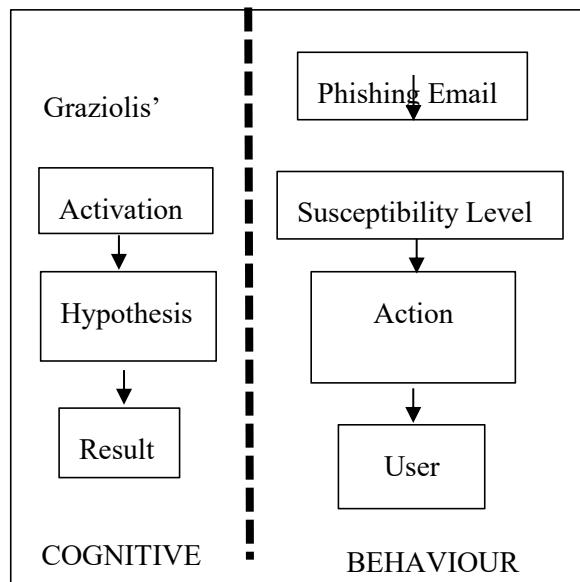 Graziolis’
Activation
Hypothesis
Result
COGNITIVE
Phishing Email
Susceptibility Level
Action
User
BEHAVIOUR